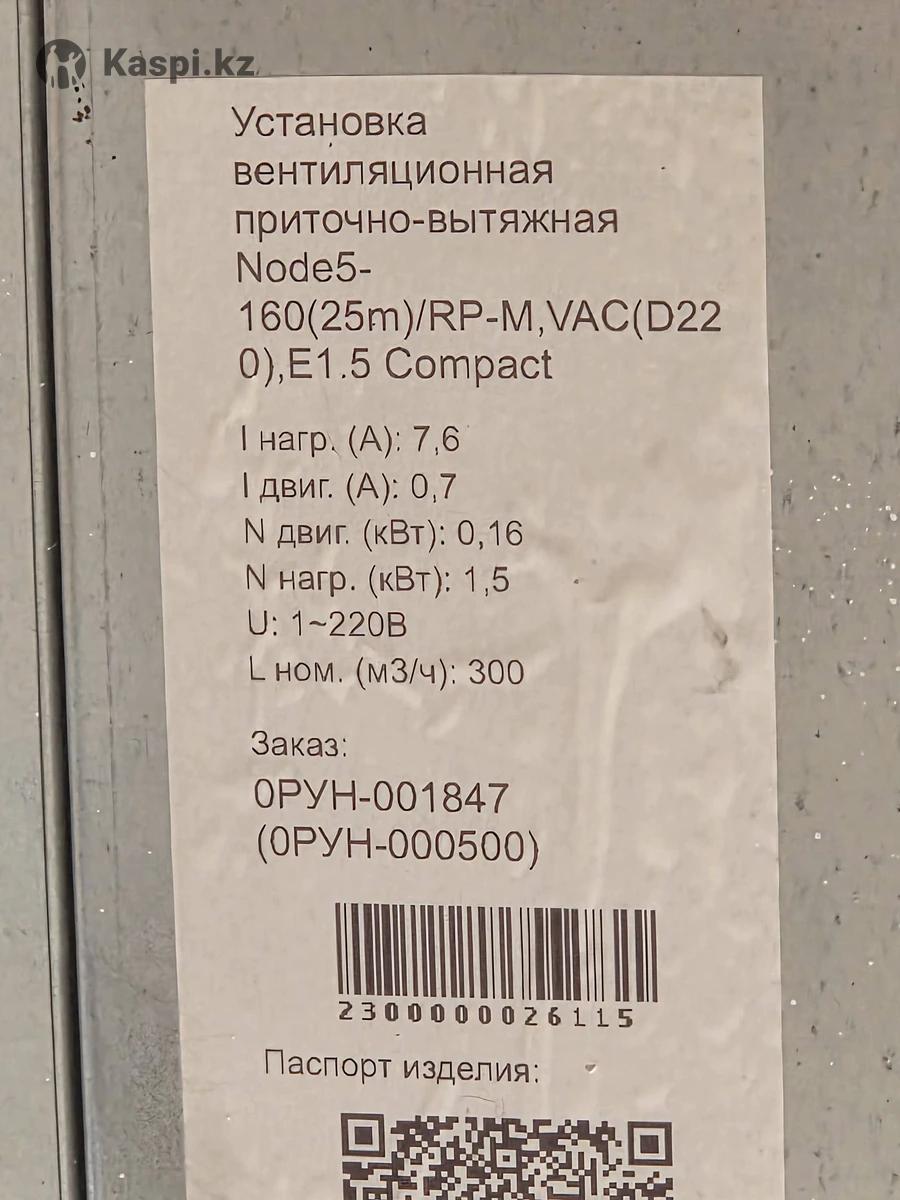 Kaspi.kz
Установка
вентиляционная
приточно-вытяжная
Node5-
160(25m)/RP-M,VAC(D22
0),E1.5 Compact
I нагр. (А): 7,6
I двиг. (А): 0,7
N двиг. (кВт): 0,16
N нагр. (кВт): 1,5
U: 1~220В
L ном. (м3/ч): 300
Заказ:
0РУН-001847
(0РУН-000500)
2300000026115
Паспорт изделия: